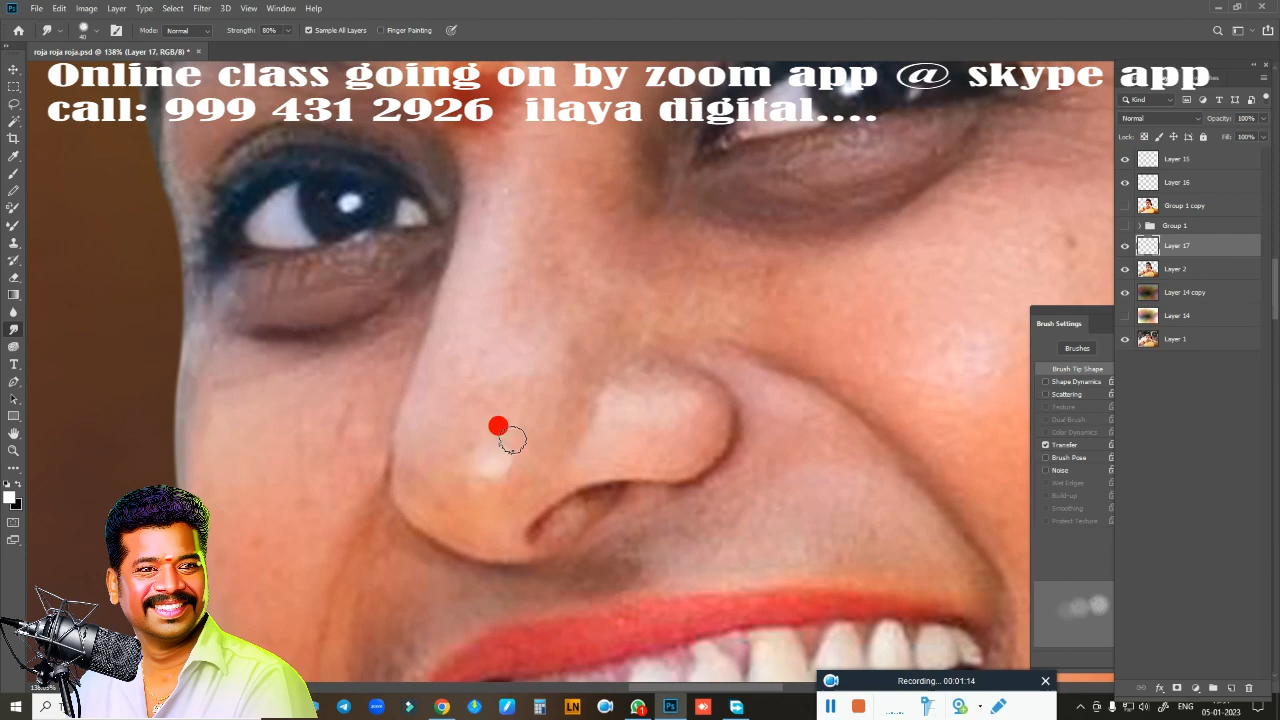 File Edit Image Layer Type Select Filter 3D View Window Help
Mode: Normal Strength: 80% Sample All Layers Finger Painting
40
roja roja roja.psd @ 138% (Layer 17, RGB/8) *
Online class going on by zoom app @ skype app
call: 999 431 2926 ilaya digital....
Kind
Normal Opacity: 100%
Lock: Fill: 100%
Layer 15
Layer 16
Group 1 copy
Group 1
Layer 17
Layer 2
Layer 14 copy
Layer 14
Layer 1
Brush Settings
Brushes
Brush Tip Shape
Shape Dynamics
Scattering
Texture
Dual Brush
Color Dynamics
Transfer
Brush Pose
Noise
Wet Edges
Build-up
Smoothing
Protect Texture
Recording... 00:01:14
LN
Ps
ENG
05-01-2023